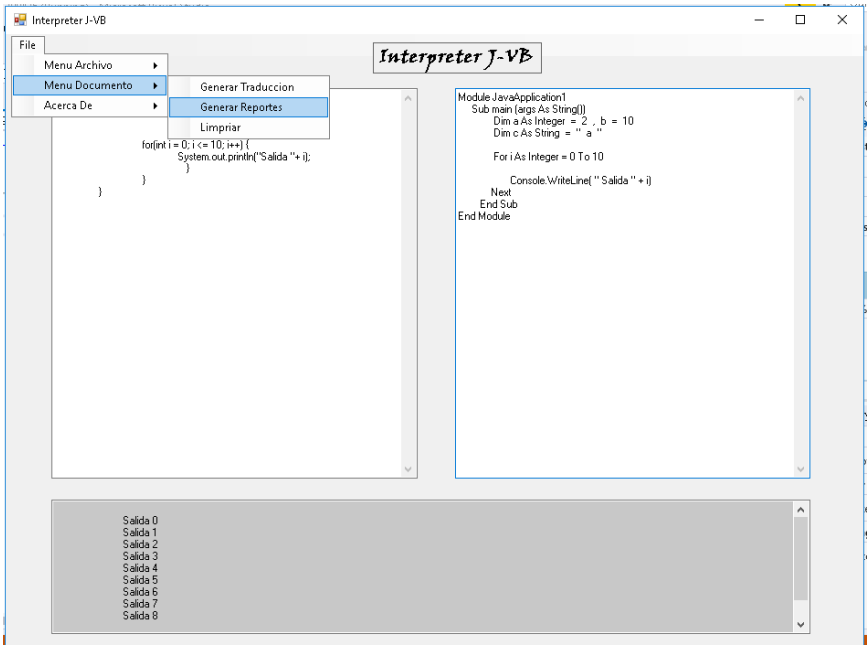 Interpreter J-VB
File
Interpreter J-VB
Menu Archivo
Menu Documento
Acerca De
Generar Traduccion
Generar Reportes
Limpriar
for(int i = 0; i <= 10; i++) {
System.out.println("Salida "+ i);
}
}
}
Module JavaApplication1
Sub main (args As String())
Dim a As Integer = 2 , b = 10
Dim c As String = " a "
For i As Integer = 0 To 10
Console.WriteLine( " Salida " + i)
Next
End Sub
End Module
Salida 0
Salida 1
Salida 2
Salida 3
Salida 4
Salida 5
Salida 6
Salida 7
Salida 8